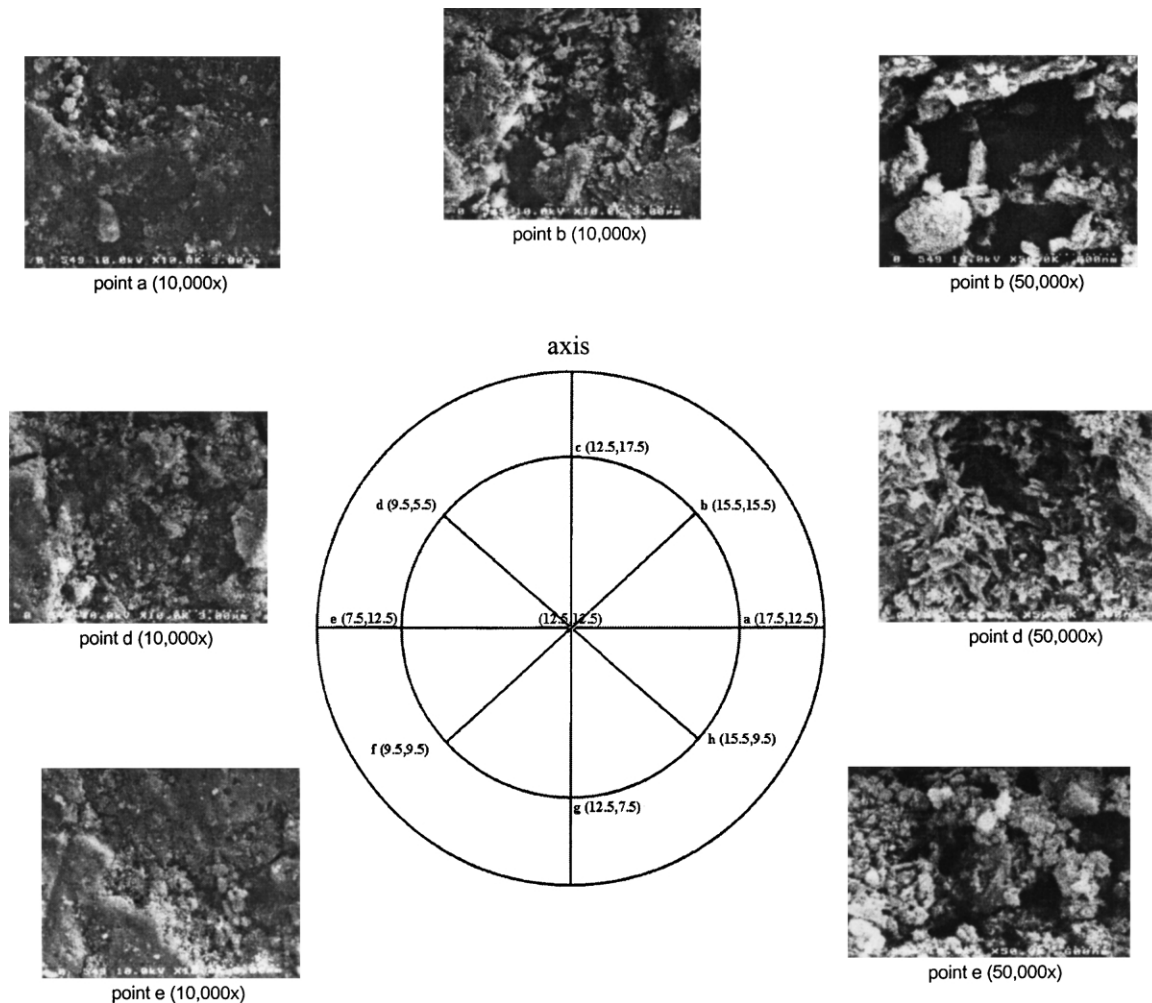 point a (10,000x)
point b (10,000x)
point b (50,000x)
axis
c (12.5,17.5)
d (9.5,5.5)
b (15.5,15.5)
e (7.5,12.5)
(12.5,12.5)
a (17.5,12.5)
f (9.5,9.5)
h (15.5,9.5)
g (12.5,7.5)
point d (10,000x)
point d (50,000x)
point e (10,000x)
point e (50,000x)